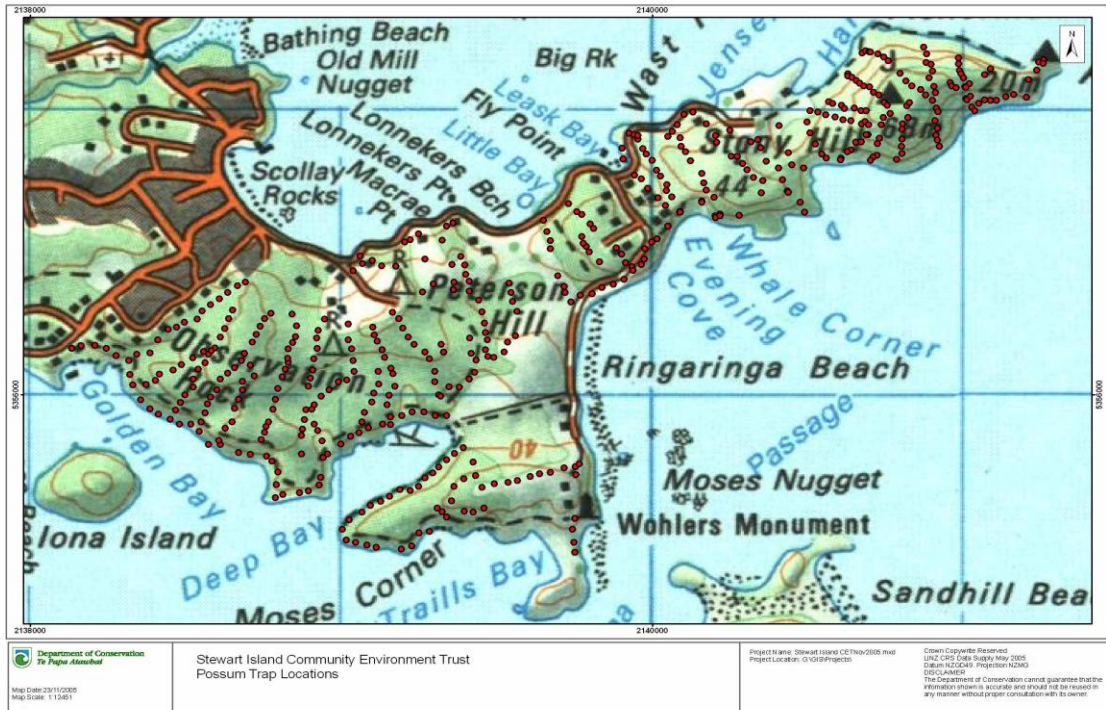 2138000
2140000
N
Bathing Beach
Old Mill
Nugget
Big Rk
Leask Bay
Fly Point
Little Bay
Lonnekers Bch
Lonnekers Pt
Macrae
Pt
Scollay
Rocks
Stony Hill
44
20m
R
Peterson
Hill
R
Observation
Rock
Evening
Cove
Whale Corner
Ringaringa Beach
5356000
5356000
Golden Bay
40
Passage
Moses Nugget
Wohlers Monument
Iona Island
Deep Bay
Moses Corner
Traills Bay
Sandhill Bea
2138000
2140000
Department of Conservation
Te Papa Atawhai
Map Date:23/11/2005
Map Scale: 1:12451
Stewart Island Community Environment Trust
Possum Trap Locations
Project Name: Stewart Island CETNov2005.mxd
Project Location: G:\GIS\Projects\
Crown Copywrite Reserved
LINZ CRS Data Supply May 2005
Datum NZGD49. Projection NZMG
DISCLAIMER
The Department of Conservation cannot guarantee that the
information shown is accurate and should not be reused in
any manner without proper consultation with its owner.